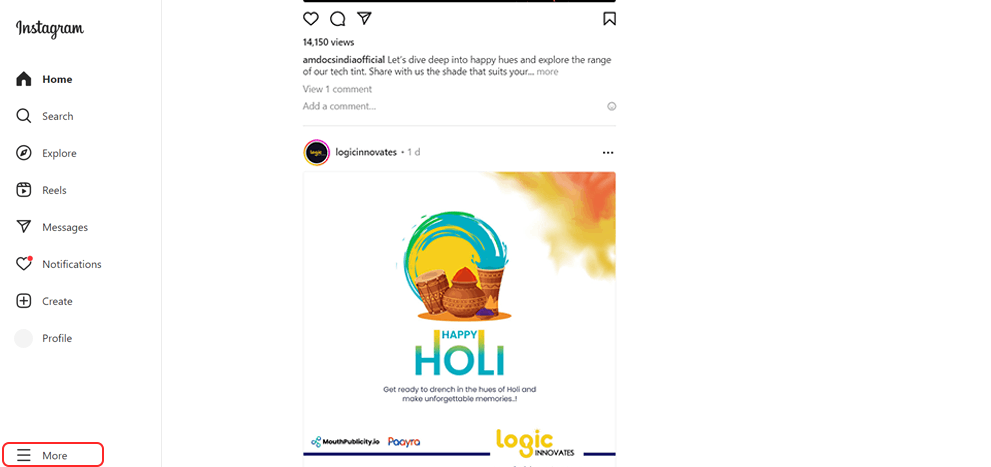 Instagram
Home
Search
Explore
Reels
Messages
Notifications
Create
Profile
More
14,150 views
amdocsindiaofficial Let's dive deep into happy hues and explore the range
of our tech tint. Share with us the shade that suits your... more
View 1 comment
Add a comment...
logic
logicinnovates • 1 d
HAPPY
HOLI
Get ready to drench in the hues of Holi and
make unforgettable memories..!
MouthPublicity.io Paayra
logic
INNOVATES